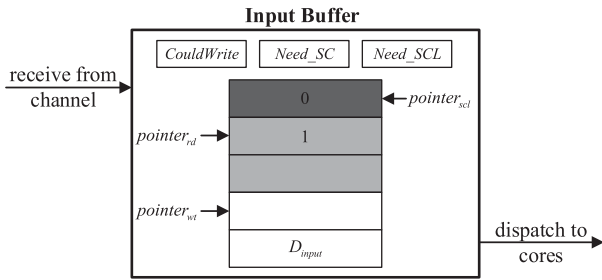 Input Buffer
CouldWrite Need_SC Need_SCL
receive from
channel
0
pointer_scl
pointer_rd
1
pointer_wt
D_input
dispatch to
cores